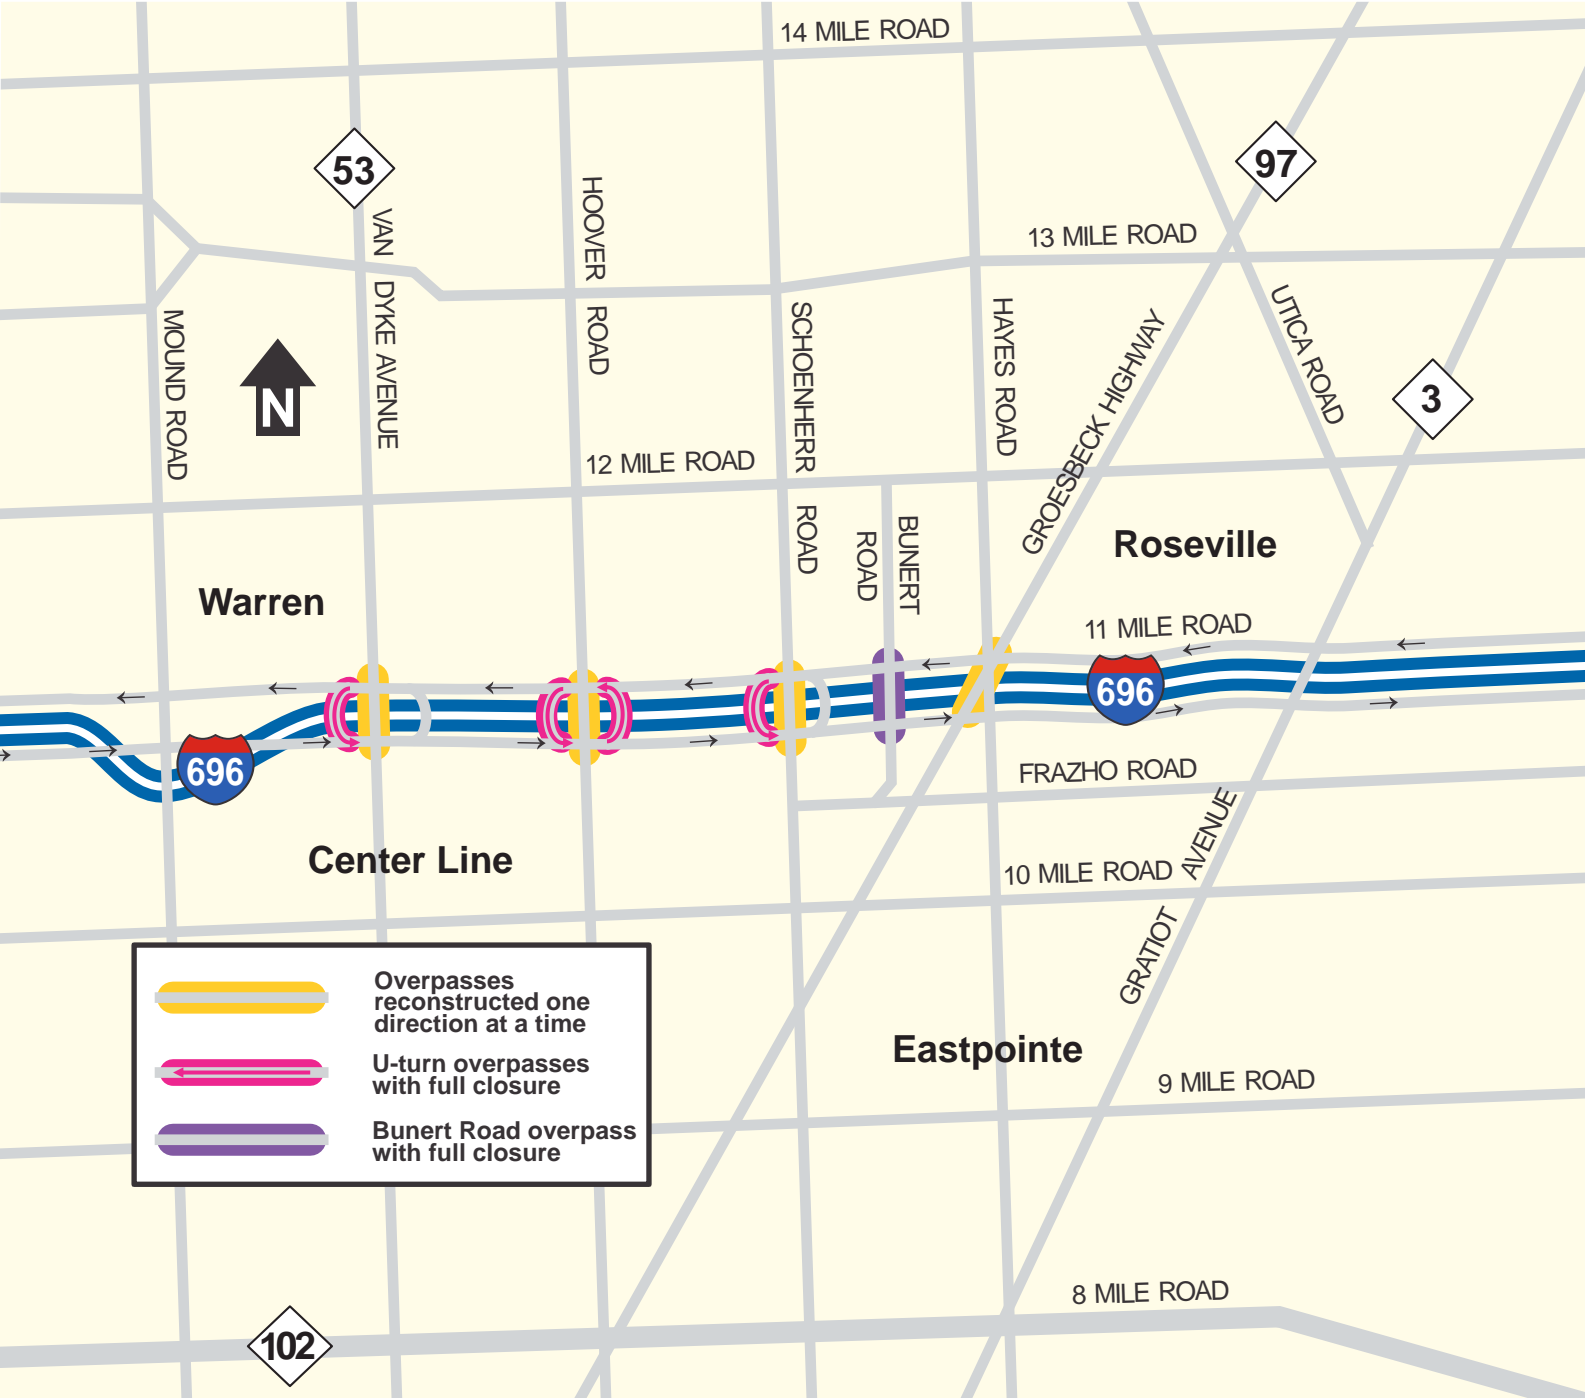 14 MILE ROAD
53
97
HOOVER ROAD
VAN DYKE AVENUE
13 MILE ROAD
MOUND ROAD
SCHOENHERR ROAD
HAYES ROAD
GROESBECK HIGHWAY
UTICA ROAD
3
N
12 MILE ROAD
BUNERT
ROAD
Roseville
Warren
11 MILE ROAD
696
696
FRAZHO ROAD
Center Line
10 MILE ROAD
GRATIOT AVENUE
Overpasses
reconstructed one
direction at a time
U-turn overpasses
with full closure
Bunert Road overpass
with full closure
Eastpointe
9 MILE ROAD
8 MILE ROAD
102